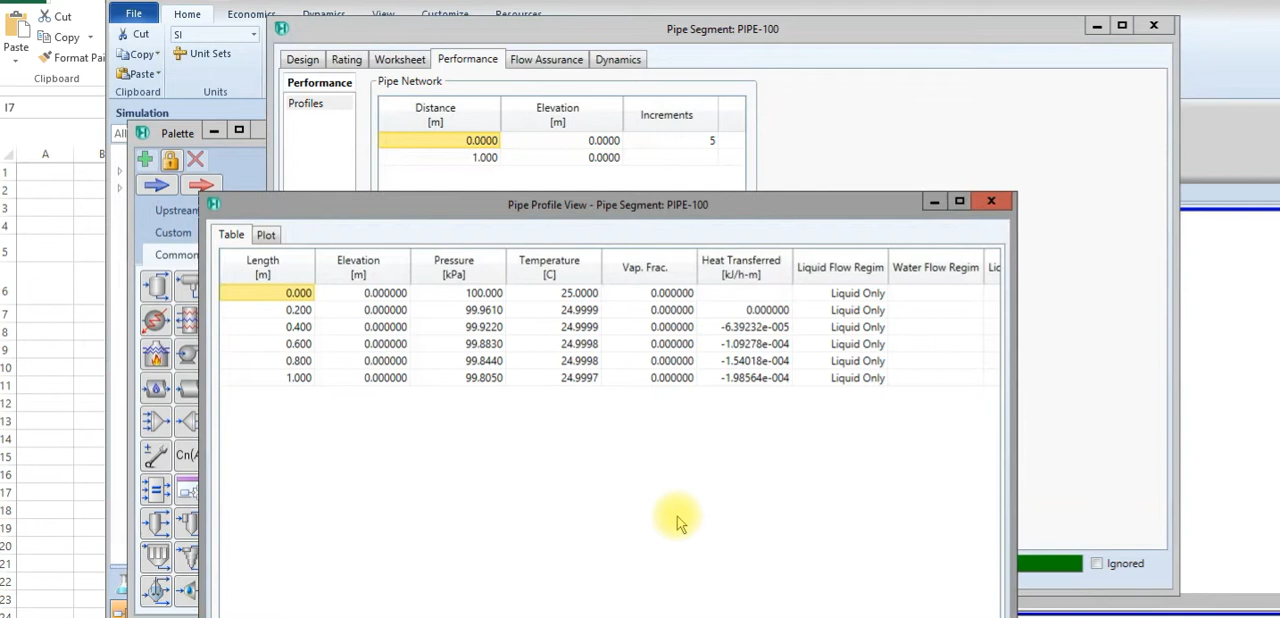 File Home Economics Dynamics View Customize Resources
Cut Cut SI
Copy Copy Unit Sets
Paste Format Pai Paste
Clipboard Clipboard Units
I7 Simulation
All
A B
1
2
3
4
5
6
7
8
9
10
11
12
13
14
15
16
17
18
19
20
21
22
23
24
Palette
Upstream
Custom
Common
Cn(A
Pipe Segment: PIPE-100
Design Rating Worksheet Performance Flow Assurance Dynamics
Performance
Profiles
Pipe Network
Distance Elevation Increments
[m] [m]
0.0000 0.0000 5
1.000 0.0000
Pipe Profile View - Pipe Segment: PIPE-100
Table Plot
Length Elevation Pressure Temperature Vap. Frac. Heat Transferred Liquid Flow Regim Water Flow Regim Lic
[m] [m] [kPa] [C] [kJ/h-m]
0.000 0.000000 100.000 25.0000 0.000000 Liquid Only
0.200 0.000000 99.9610 24.9999 0.000000 0.000000 Liquid Only
0.400 0.000000 99.9220 24.9999 0.000000 -6.39232e-005 Liquid Only
0.600 0.000000 99.8830 24.9998 0.000000 -1.09278e-004 Liquid Only
0.800 0.000000 99.8440 24.9998 0.000000 -1.54018e-004 Liquid Only
1.000 0.000000 99.8050 24.9997 0.000000 -1.98564e-004 Liquid Only
Ignored